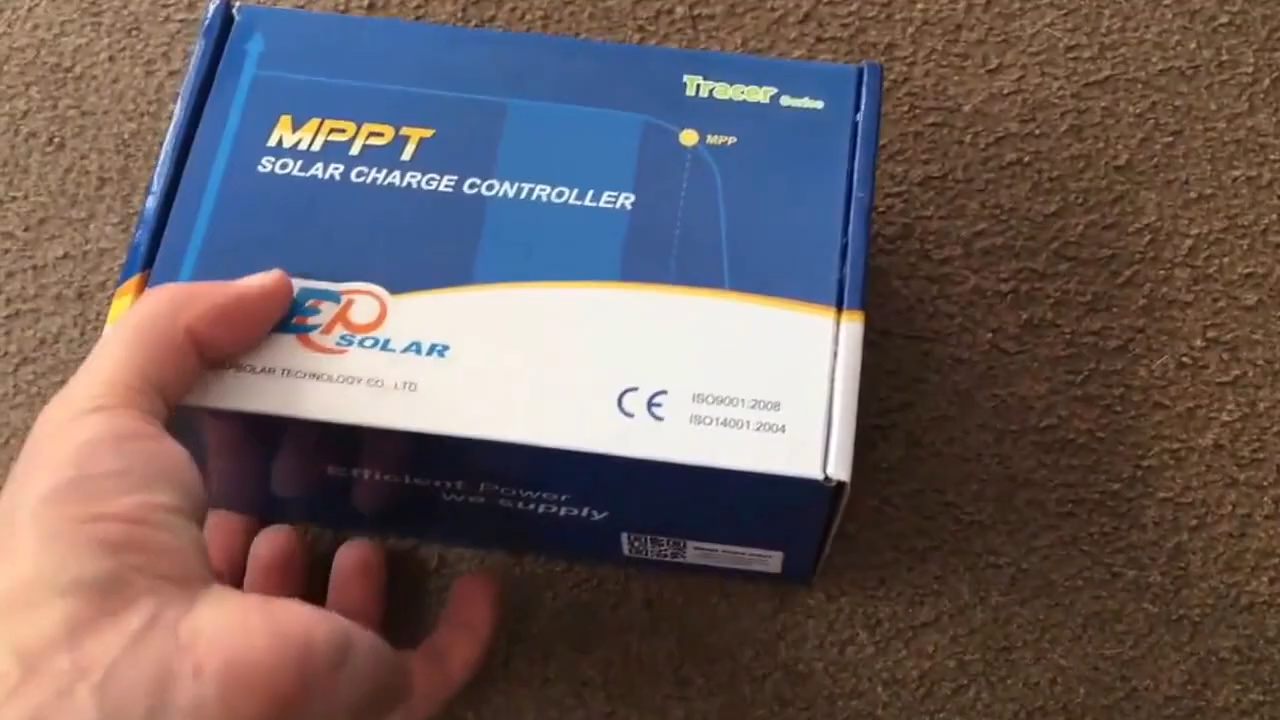 Tracer Series
MPP
MPPT
SOLAR CHARGE CONTROLLER
EP
SOLAR
SOLAR TECHNOLOGY CO., LTD.
CE
ISO9001:2008
ISO14001:2004
Efficient Power
we supply